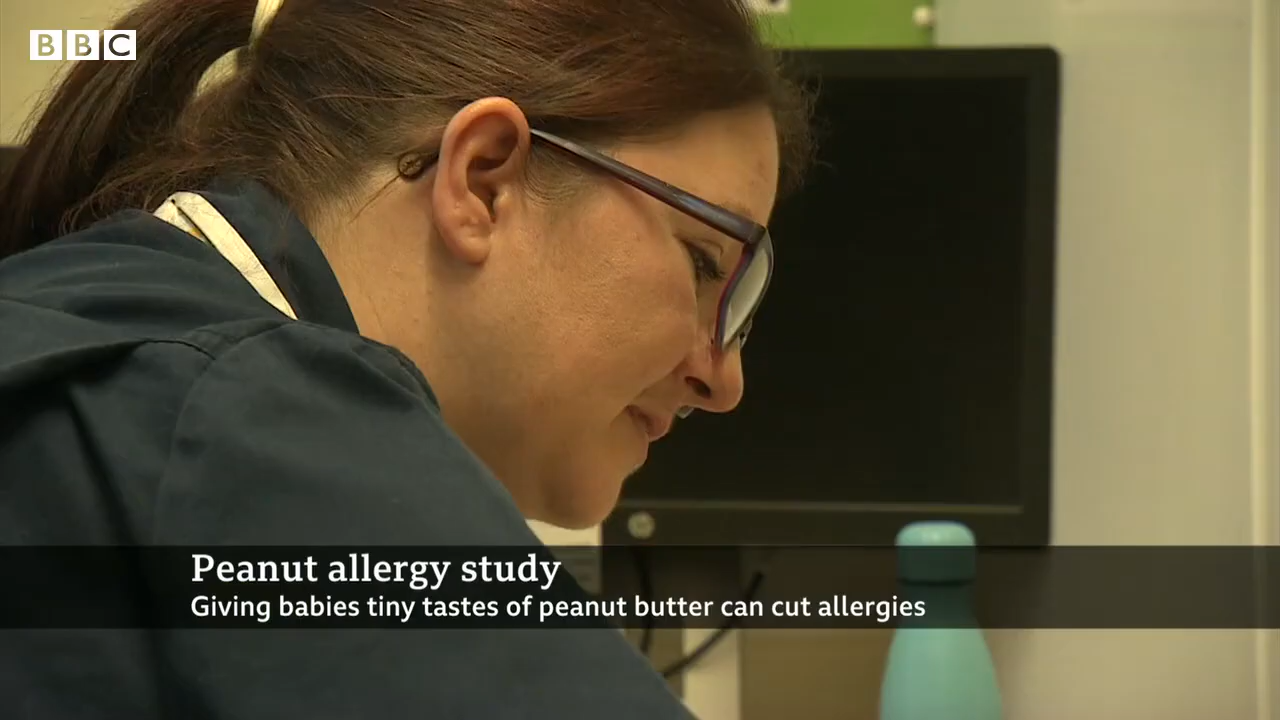 BBC
Peanut allergy study
Giving babies tiny tastes of peanut butter can cut allergies